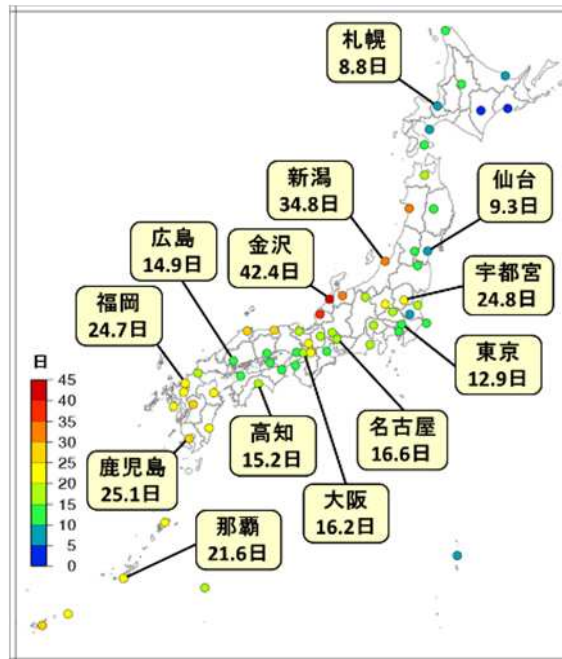 札幌
8.8日
新潟
34.8日
仙台
9.3日
広島
14.9日
金沢
42.4日
宇都宮
24.8日
福岡
24.7日
東京
12.9日
名古屋
16.6日
高知
15.2日
鹿児島
25.1日
大阪
16.2日
那覇
21.6日
日
45
40
35
30
25
20
15
10
5
0